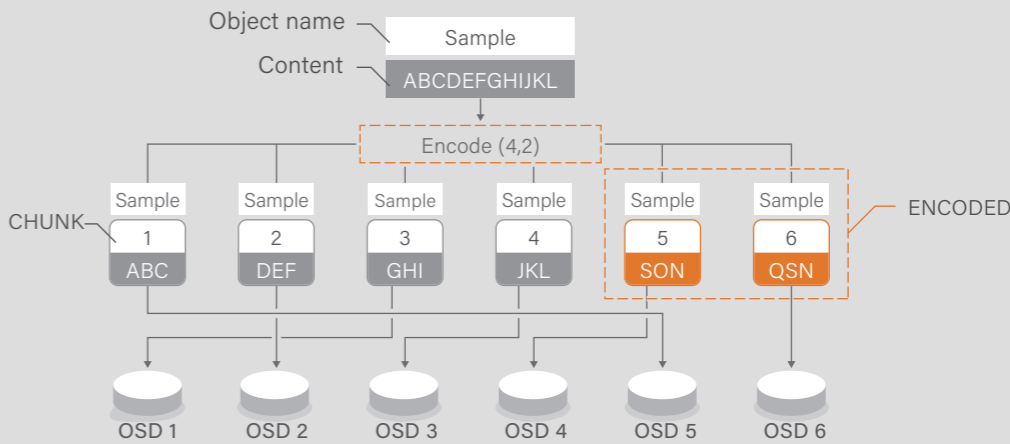 Object name
Sample
Content
ABCDEFGHIJKL
Encode (4,2)
Sample Sample Sample Sample Sample Sample
CHUNK 1 2 3 4 5 6 ENCODED
ABC DEF GHI JKL SON QSN
OSD 1 OSD 2 OSD 3 OSD 4 OSD 5 OSD 6